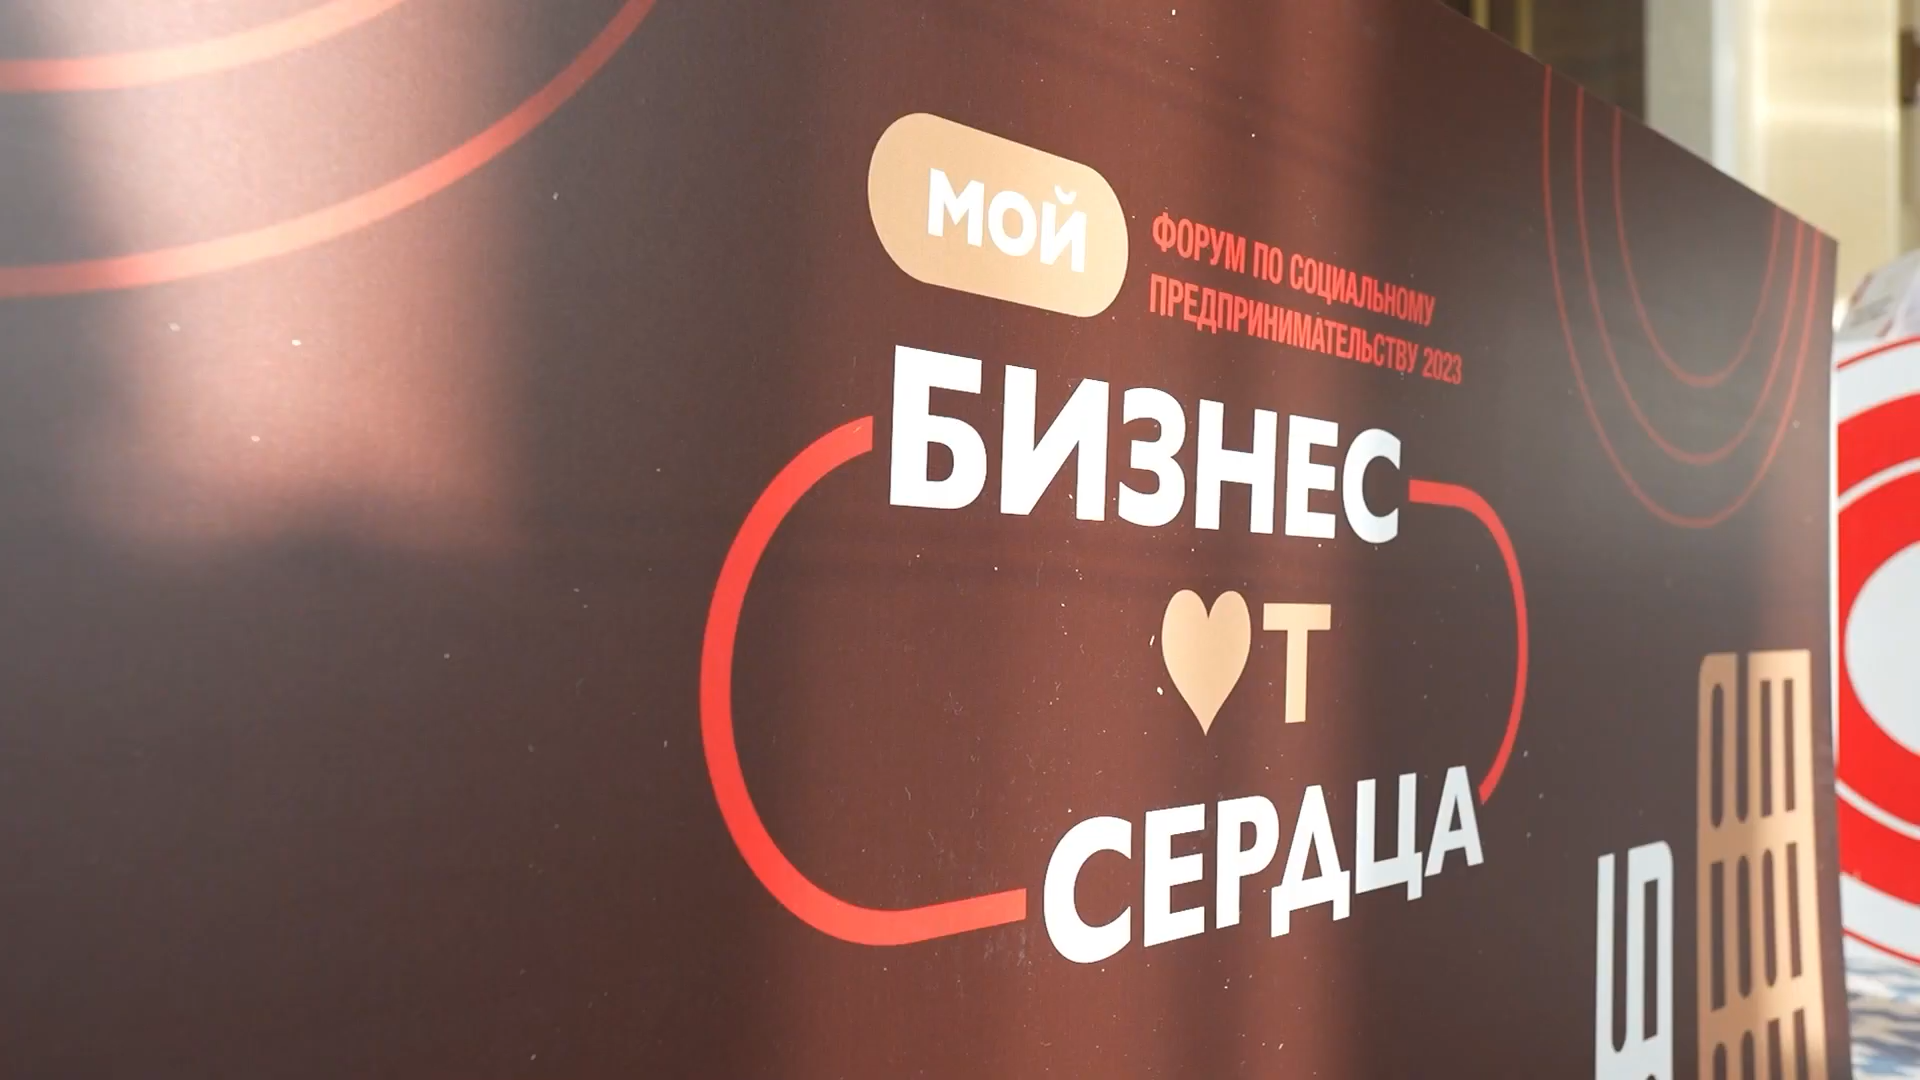 МОЙ
ФОРУМ ПО СОЦИАЛЬНОМУ
ПРЕДПРИНИМАТЕЛЬСТВУ 2023
БИЗНЕС
♥Т
СЕРДЦА